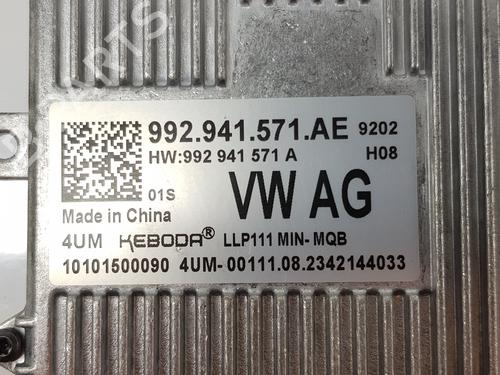 992.941.571.AE 9202
HW:992 941 571 A H08
01S VW AG
Made in China
4UM KEBODA® LLP111 MIN- MQB
10101500090 4UM- 00111.08.2342144033
PARTS